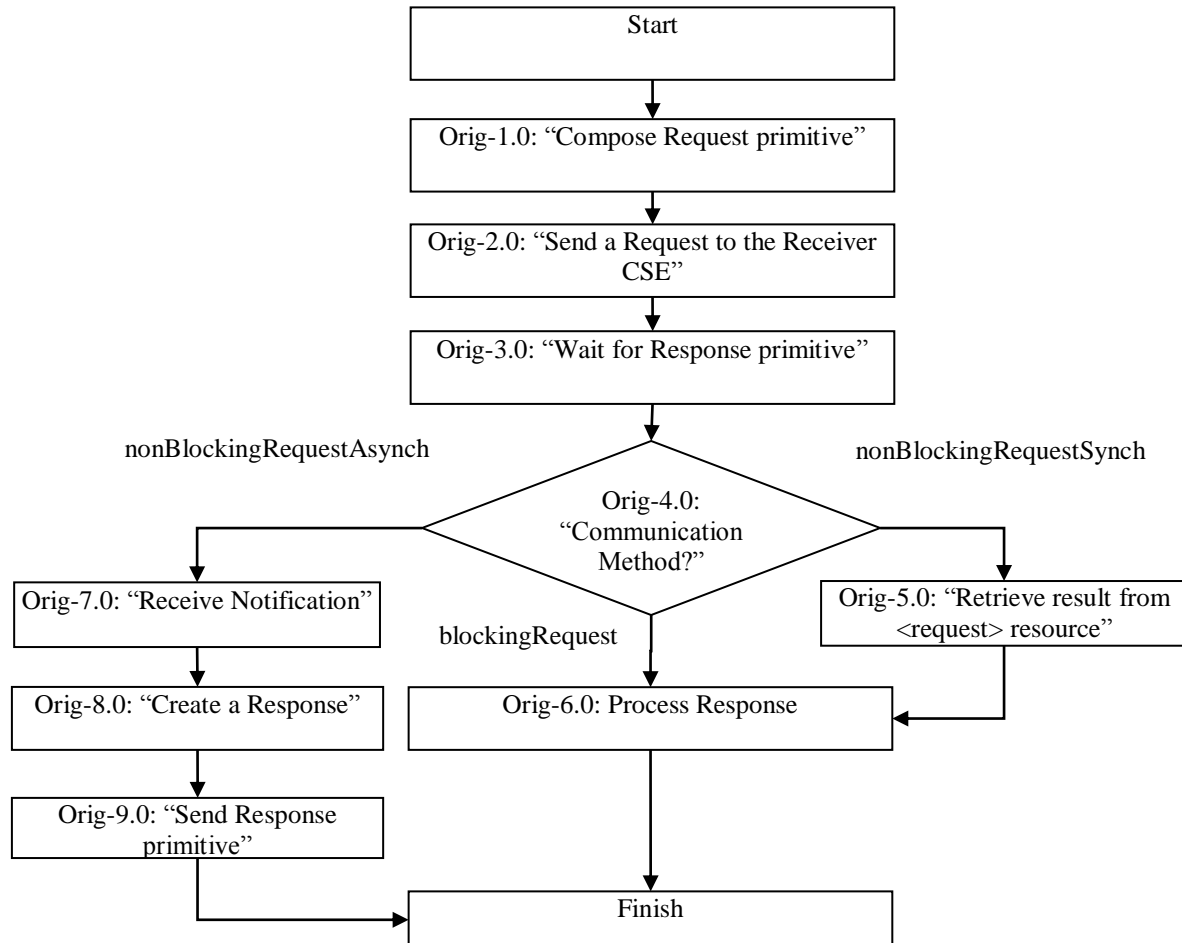 Start
Orig-1.0: “Compose Request primitive”
Orig-2.0: “Send a Request to the Receiver
CSE”
Orig-3.0: “Wait for Response primitive”
nonBlockingRequestAsynch
nonBlockingRequestSynch
Orig-4.0:
“Communication
Method?”
Orig-7.0: “Receive Notification”
Orig-5.0: “Retrieve result from
<request> resource”
blockingRequest
Orig-8.0: “Create a Response”
Orig-6.0: Process Response
Orig-9.0: “Send Response
primitive”
Finish